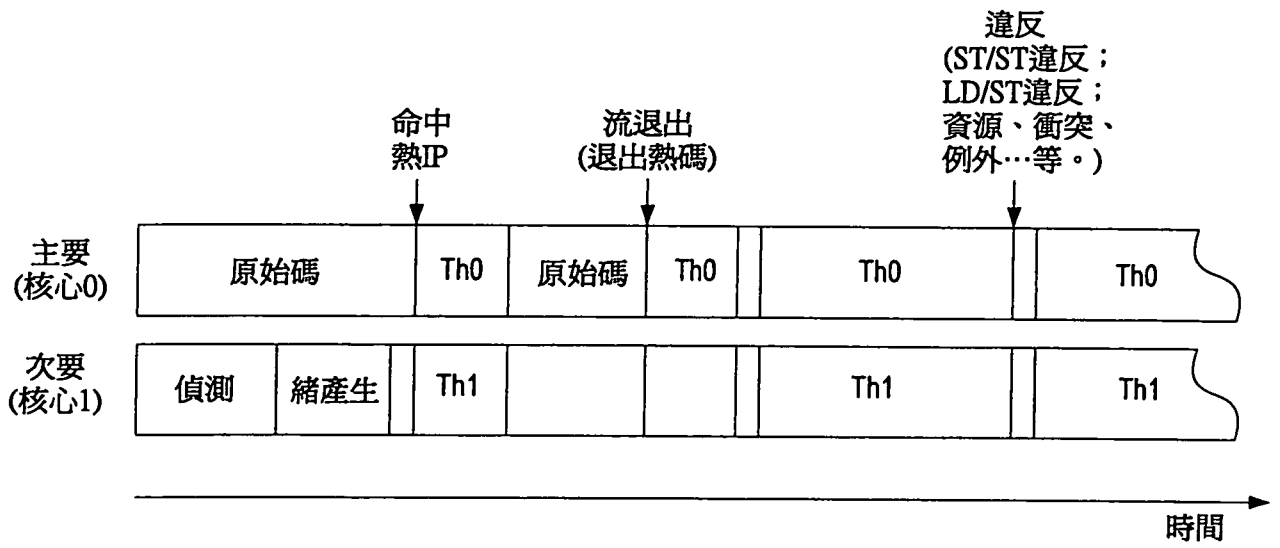 違反
(ST/ST違反；
LD/ST違反；
資源、衝突、
例外…等。)
命中
熱IP
流退出
(退出熱碼)
主要
(核心0)
原始碼
Th0
原始碼
Th0
Th0
Th0
次要
(核心1)
偵測
緒產生
Th1
Th1
Th1
時間